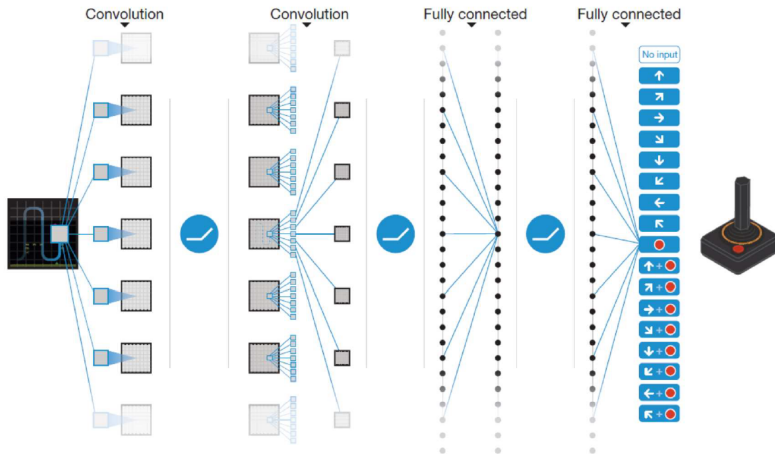 Convolution
Convolution
Fully connected
Fully connected
No input
+
+
+
+
+
+
+
+